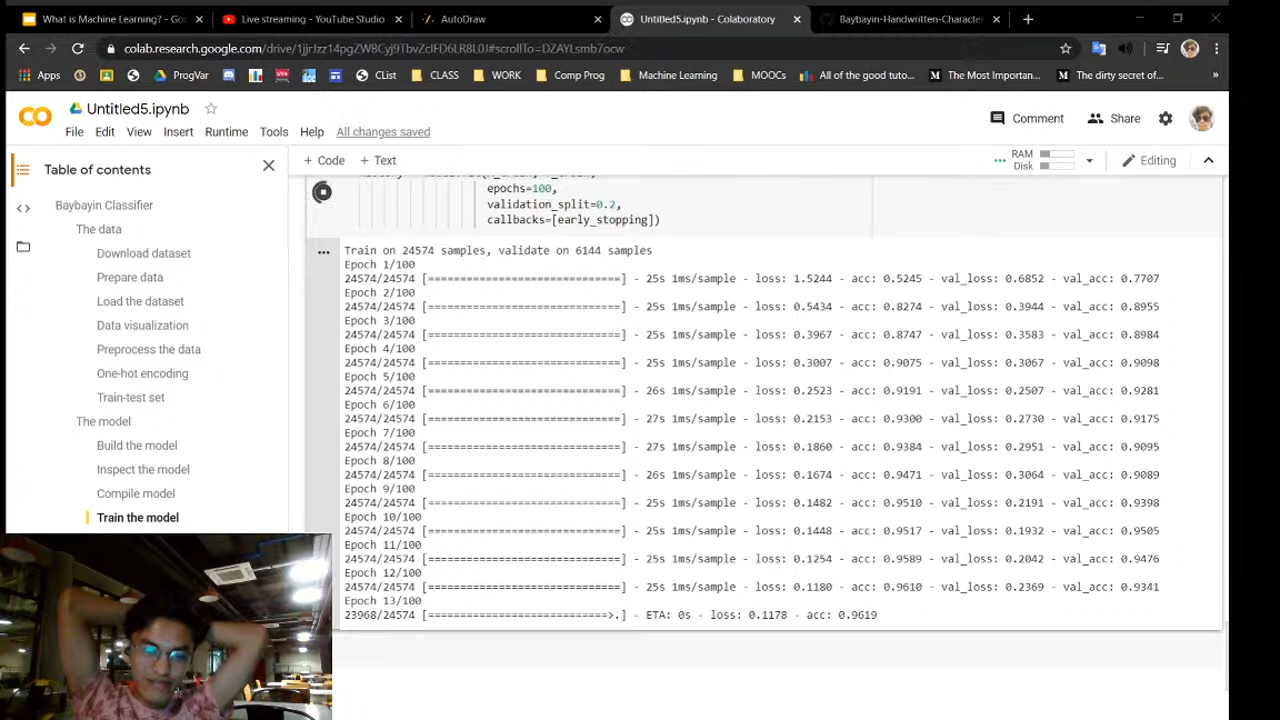 What is Machine Learning? - Goo
Live streaming - YouTube Studio
AutoDraw
Untitled5.ipynb - Colaboratory
Baybayin-Handwritten-Character
colab.research.google.com/drive/1jjrJzz14pgZWBCyj9TbvZcIFD6LR8L0J#scrollTo=DZAYLsmb7ocw
Apps
ProgVar
CList
CLASS
WORK
Comp Prog
Machine Learning
MOOCs
All of the good tuto...
The Most Importan...
The dirty secret of...
»
CO
Untitled5.ipynb
Comment
Share
File Edit View Insert Runtime Tools Help All changes saved
Table of contents
+ Code + Text
RAM
Disk
Editing
Baybayin Classifier
The data
Download dataset
Prepare data
Load the dataset
Data visualization
Preprocess the data
One-hot encoding
Train-test set
The model
Build the model
Inspect the model
Compile model
Train the model
epochs=100,
validation_split=0.2,
callbacks=[early_stopping])
Train on 24574 samples, validate on 6144 samples
Epoch 1/100
24574/24574 [==============================] - 25s 1ms/sample - loss: 1.5244 - acc: 0.5245 - val_loss: 0.6852 - val_acc: 0.7707
Epoch 2/100
24574/24574 [==============================] - 25s 1ms/sample - loss: 0.5434 - acc: 0.8274 - val_loss: 0.3944 - val_acc: 0.8955
Epoch 3/100
24574/24574 [==============================] - 25s 1ms/sample - loss: 0.3967 - acc: 0.8747 - val_loss: 0.3583 - val_acc: 0.8984
Epoch 4/100
24574/24574 [==============================] - 25s 1ms/sample - loss: 0.3007 - acc: 0.9075 - val_loss: 0.3067 - val_acc: 0.9098
Epoch 5/100
24574/24574 [==============================] - 26s 1ms/sample - loss: 0.2523 - acc: 0.9191 - val_loss: 0.2507 - val_acc: 0.9281
Epoch 6/100
24574/24574 [==============================] - 27s 1ms/sample - loss: 0.2153 - acc: 0.9300 - val_loss: 0.2730 - val_acc: 0.9175
Epoch 7/100
24574/24574 [==============================] - 27s 1ms/sample - loss: 0.1860 - acc: 0.9384 - val_loss: 0.2951 - val_acc: 0.9095
Epoch 8/100
24574/24574 [==============================] - 26s 1ms/sample - loss: 0.1674 - acc: 0.9471 - val_loss: 0.3064 - val_acc: 0.9089
Epoch 9/100
24574/24574 [==============================] - 25s 1ms/sample - loss: 0.1482 - acc: 0.9510 - val_loss: 0.2191 - val_acc: 0.9398
Epoch 10/100
24574/24574 [==============================] - 25s 1ms/sample - loss: 0.1448 - acc: 0.9517 - val_loss: 0.1932 - val_acc: 0.9505
Epoch 11/100
24574/24574 [==============================] - 25s 1ms/sample - loss: 0.1254 - acc: 0.9589 - val_loss: 0.2042 - val_acc: 0.9476
Epoch 12/100
24574/24574 [==============================] - 25s 1ms/sample - loss: 0.1180 - acc: 0.9610 - val_loss: 0.2369 - val_acc: 0.9341
Epoch 13/100
23968/24574 [============================>.] - ETA: 0s - loss: 0.1178 - acc: 0.9619